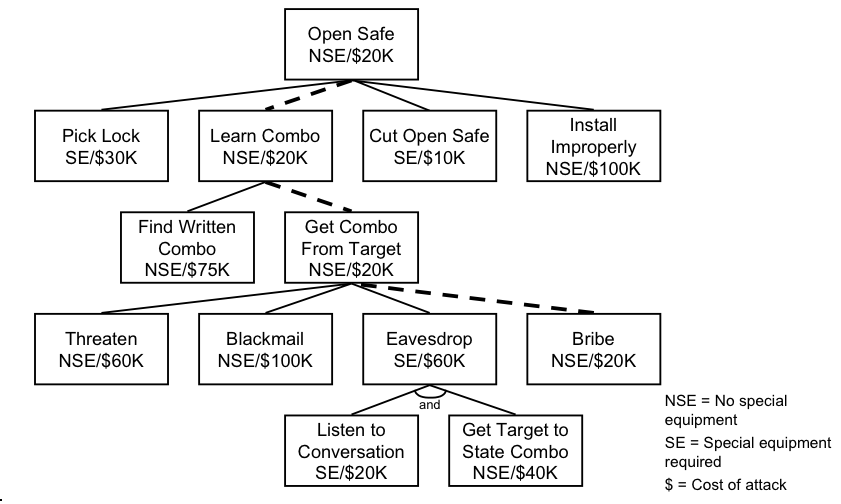 Open Safe
NSE/$20K
Pick Lock
SE/$30K
Learn Combo
NSE/$20K
Cut Open Safe
SE/$10K
Install
Improperly
NSE/$100K
Find Written
Combo
NSE/$75K
Get Combo
From Target
NSE/$20K
Threaten
NSE/$60K
Blackmail
NSE/$100K
Eavesdrop
SE/$60K
Bribe
NSE/$20K
and
Listen to
Conversation
SE/$20K
Get Target to
State Combo
NSE/$40K
NSE = No special
equipment
SE = Special equipment
required
$ = Cost of attack